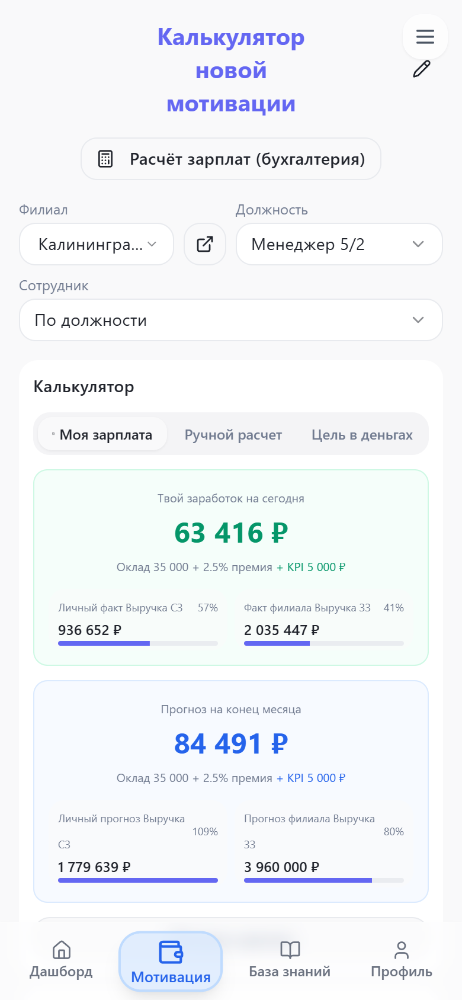 Калькулятор
новой
мотивации
Расчёт зарплат (бухгалтерия)
Филиал
Должность
Калинингра...
Менеджер 5/2
Сотрудник
По должности
Калькулятор
Моя зарплата
Ручной расчет
Цель в деньгах
Твой заработок на сегодня
63 416 ₽
Оклад 35 000 + 2.5% премия + KPI 5 000 ₽
Личный факт Выручка СЗ 57%
936 652 ₽
Факт филиала Выручка ЗЗ 41%
2 035 447 ₽
Прогноз на конец месяца
84 491 ₽
Оклад 35 000 + 2.5% премия + KPI 5 000 ₽
Личный прогноз Выручка
СЗ
109%
1 779 639 ₽
Прогноз филиала Выручка
ЗЗ
80%
3 960 000 ₽
Дашборд
Мотивация
База знаний
Профиль